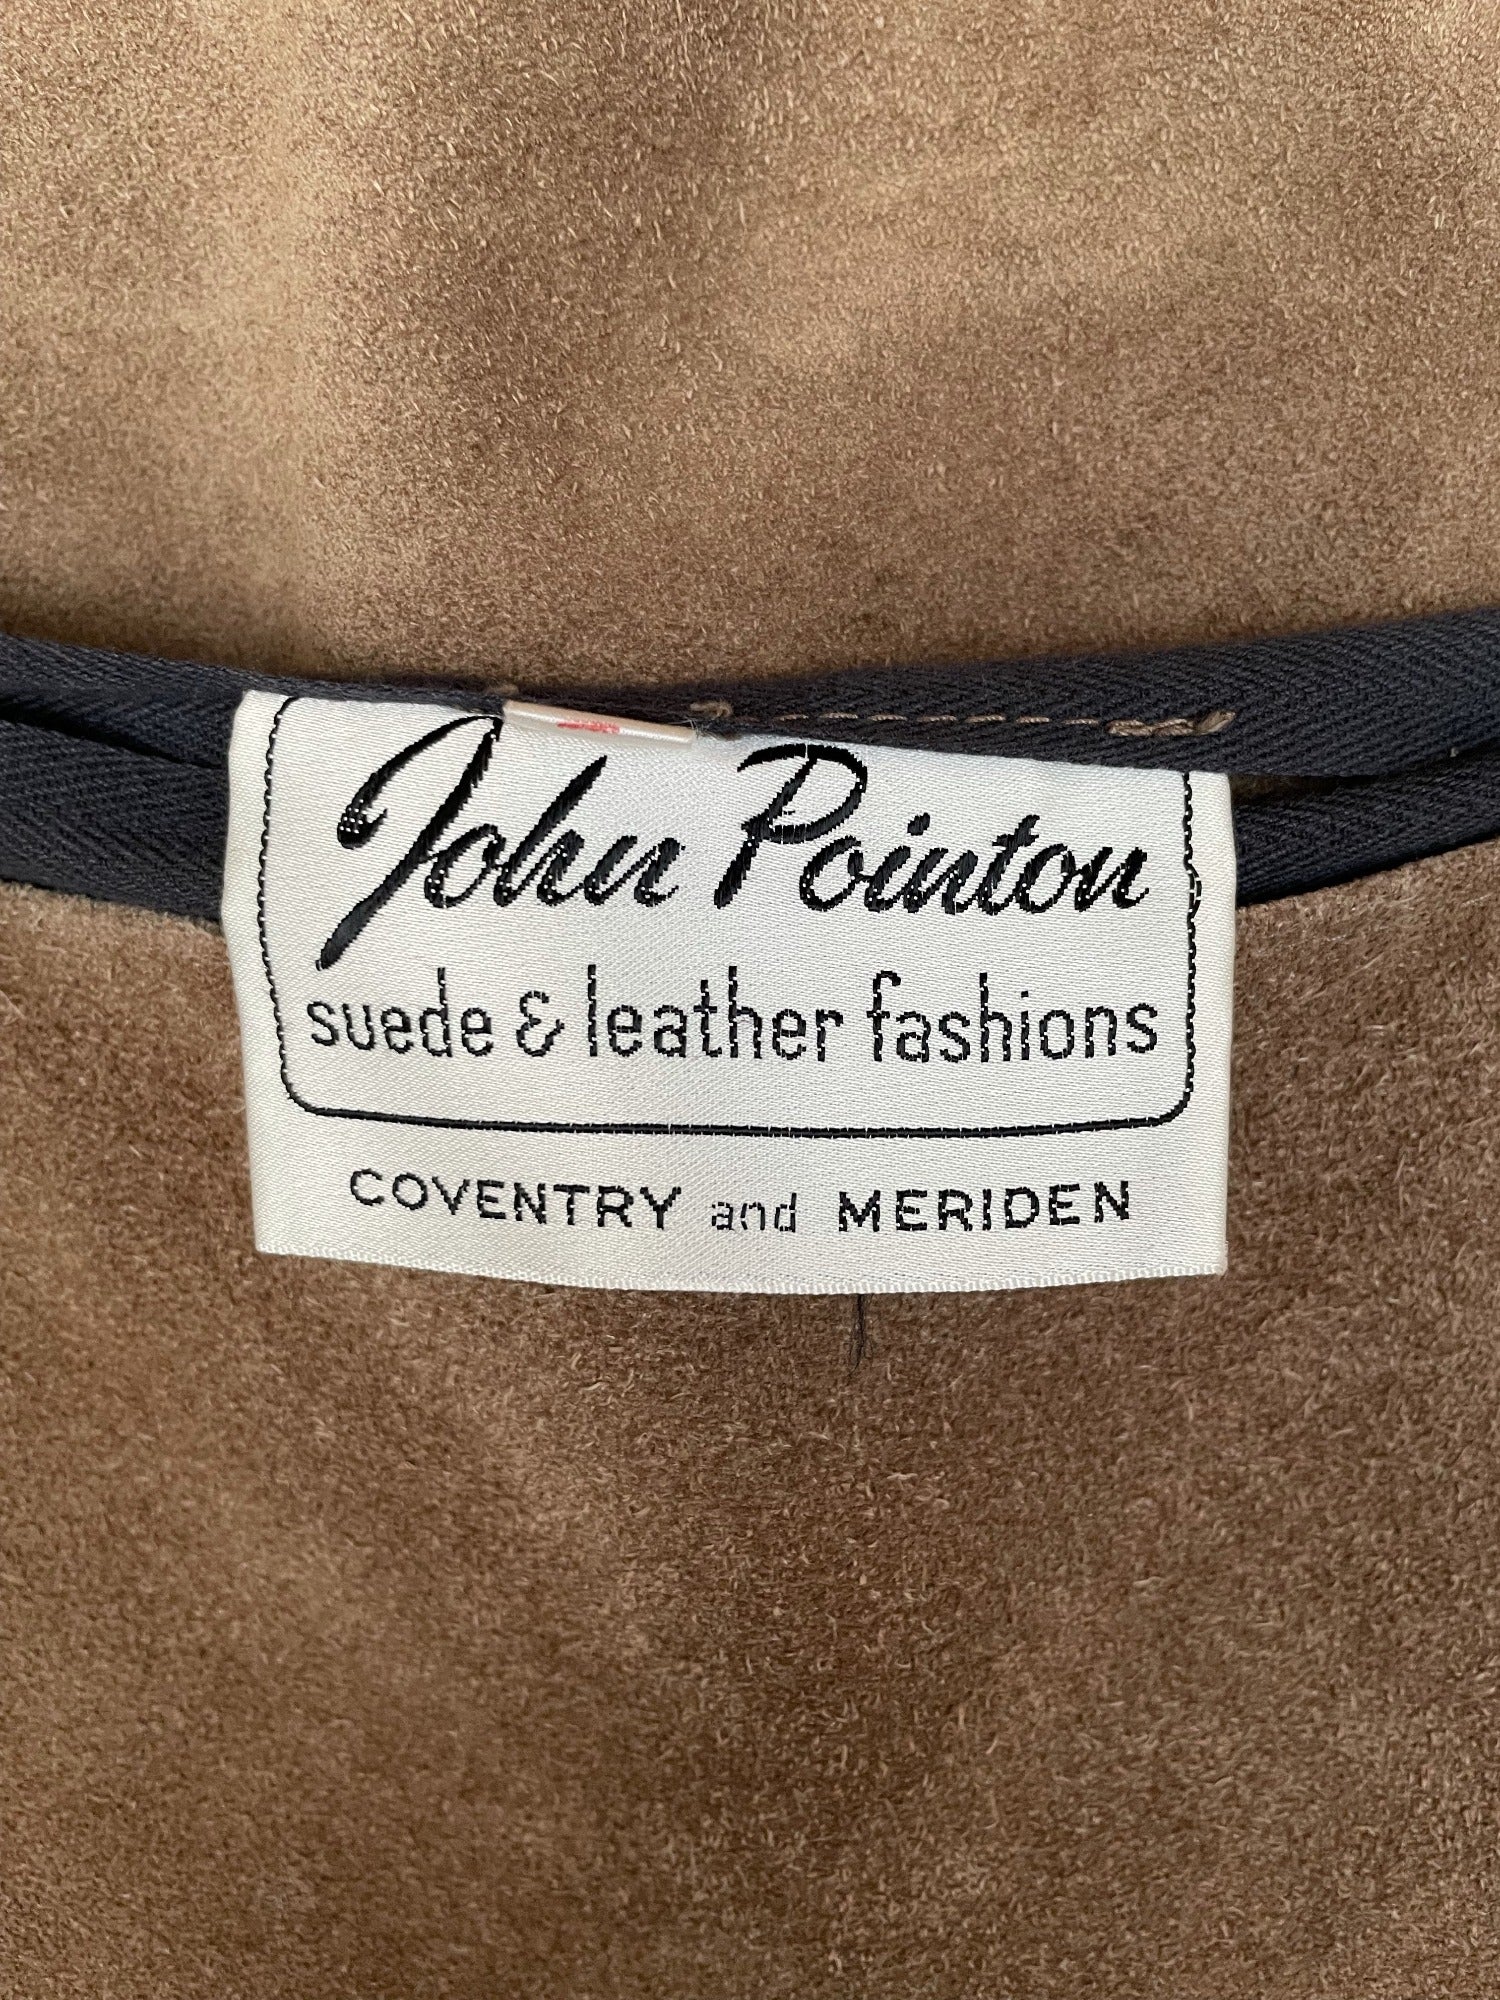 John Pointon
suede & leather fashions
COVENTRY and MERIDEN